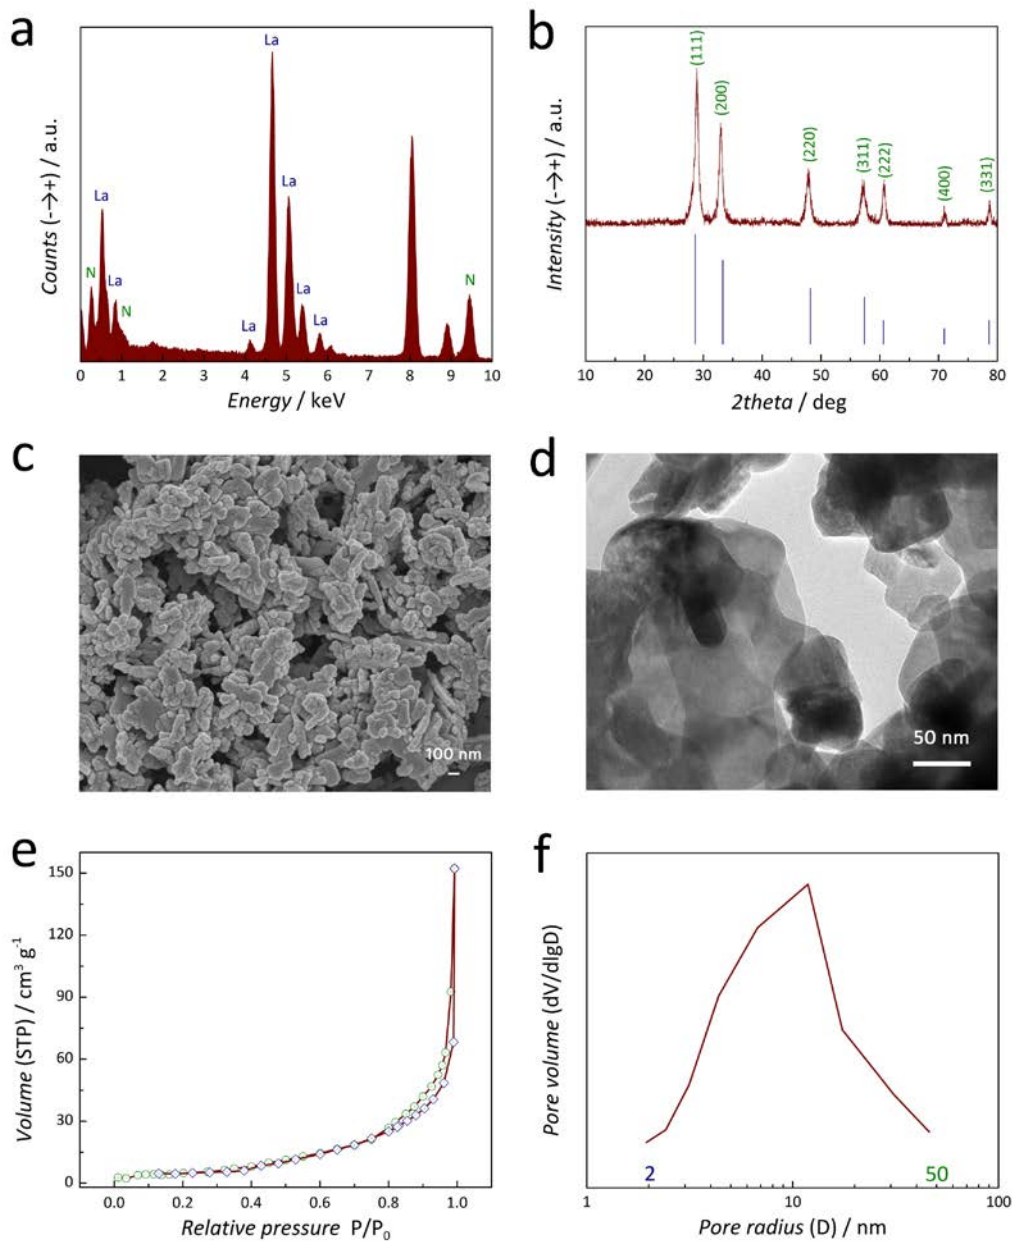 a
Counts (-→+) / a.u.
N
La
La
N
La
La
La
La
La
N
0 1 2 3 4 5 6 7 8 9 10
Energy / keV
b
Intensity (-→+) / a.u.
(111)
(200)
(220)
(311)
(222)
(400)
(331)
10 20 30 40 50 60 70 80
2theta / deg
c
100 nm
d
50 nm
e
Volume (STP) / cm³ g⁻¹
150
120
90
60
30
0
0.0 0.2 0.4 0.6 0.8 1.0
Relative pressure P/P₀
f
Pore volume (dV/dlgD)
2
50
1 10 100
Pore radius (D) / nm